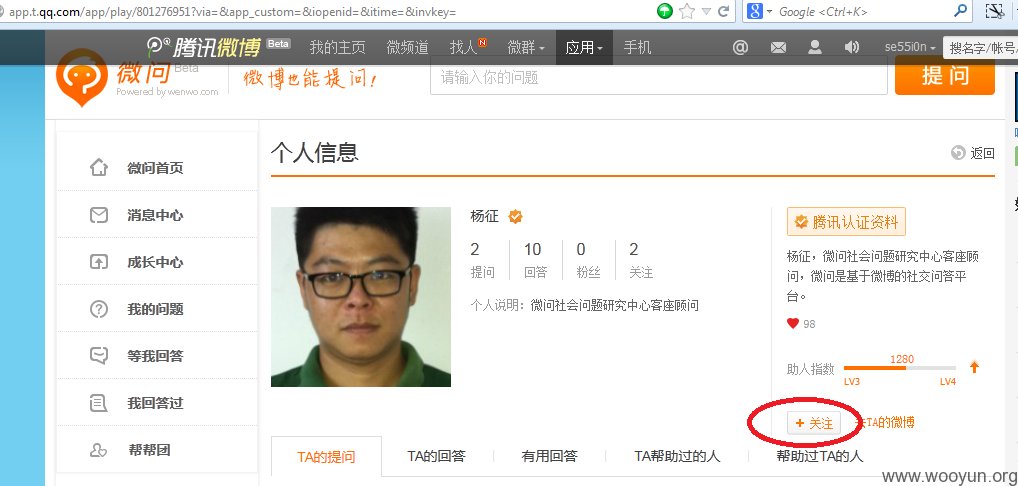 app.t.qq.com/app/play/801276951?via=&app_custom=&iopenid=&itime=&invkey=
Google <Ctrl+K>
腾讯微博 Beta 我的主页 微频道 找人 N 微群 应用 手机 @ se55i0n 搜名字/帐号/
微问 Beta
Powered by wenwo.com
微博也能提问!
请输入你的问题
提 问
微问首页
消息中心
成长中心
我的问题
等我回答
我回答过
帮帮团
个人信息
返回
杨征
2 10 0 2
提问 回答 粉丝 关注
个人说明: 微问社会问题研究中心客座顾问
腾讯认证资料
杨征，微问社会问题研究中心客座顾
问，微问是基于微博的社交问答平
台。
98
助人指数 1280
LV3 LV4
+ 关注 TA的微博
TA的提问 TA的回答 有用回答 TA帮助过的人 帮助过TA的人
www.wooyun.org